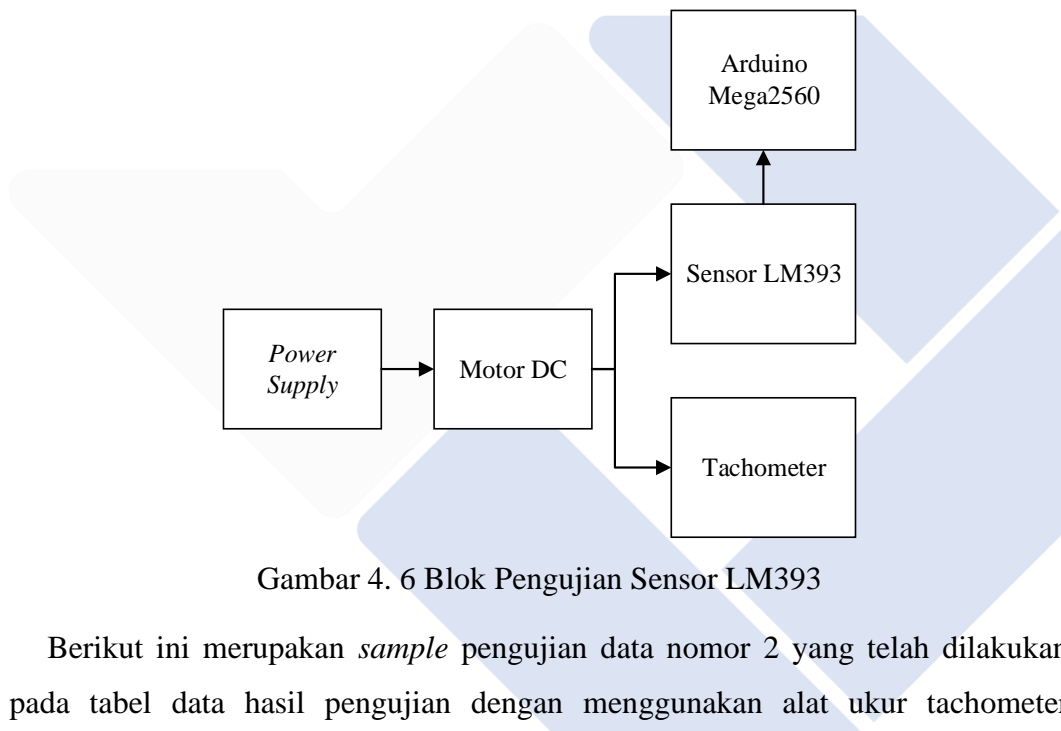 Arduino
Mega2560
Sensor LM393
Power
Supply
Motor DC
Tachometer
Gambar 4. 6 Blok Pengujian Sensor LM393
Berikut ini merupakan sample pengujian data nomor 2 yang telah dilakukan
pada tabel data hasil pengujian dengan menggunakan alat ukur tachometer